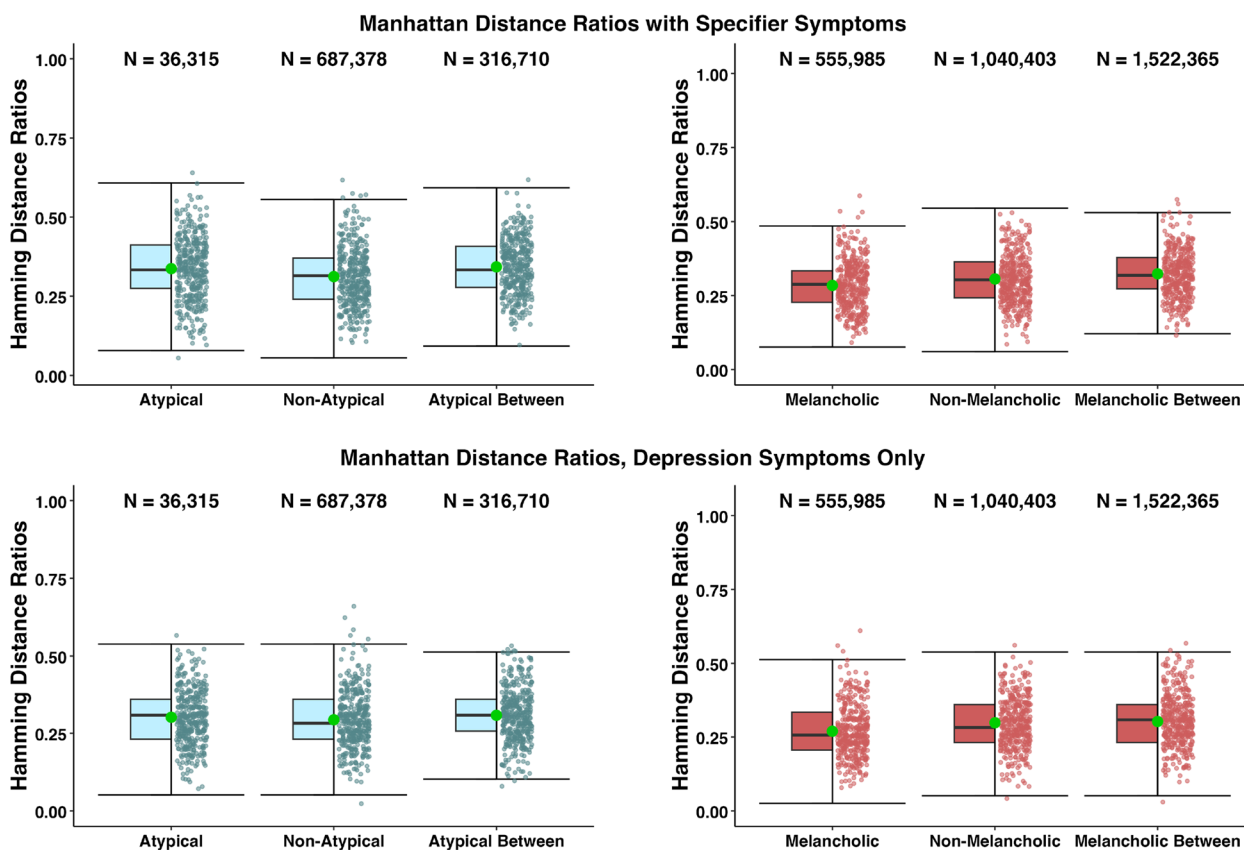 Manhattan Distance Ratios with Specifier Symptoms
Hamming Distance Ratios
1.00
0.75
0.50
0.25
0.00
N = 36,315
N = 687,378
N = 316,710
Atypical
Non-Atypical
Atypical Between
Hamming Distance Ratios
1.00
0.75
0.50
0.25
0.00
N = 555,985
N = 1,040,403
N = 1,522,365
Melancholic
Non-Melancholic
Melancholic Between
Manhattan Distance Ratios, Depression Symptoms Only
Hamming Distance Ratios
1.00
0.75
0.50
0.25
0.00
N = 36,315
N = 687,378
N = 316,710
Atypical
Non-Atypical
Atypical Between
Hamming Distance Ratios
1.00
0.75
0.50
0.25
0.00
N = 555,985
N = 1,040,403
N = 1,522,365
Melancholic
Non-Melancholic
Melancholic Between